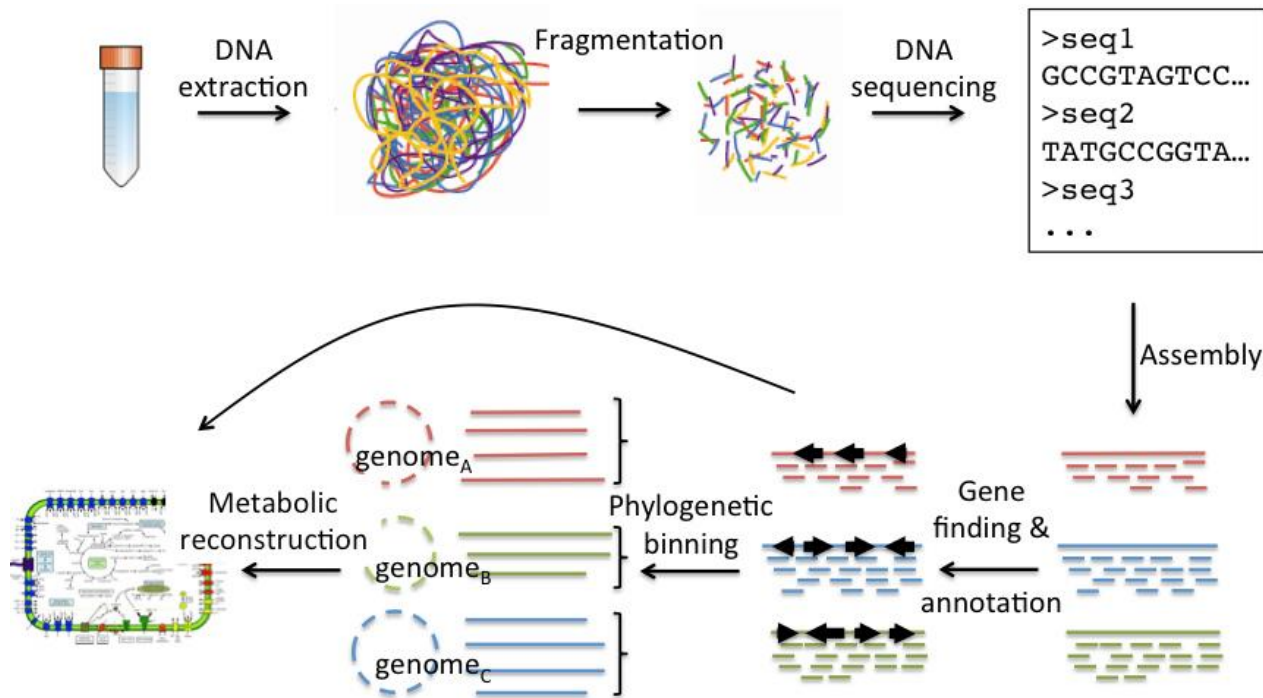 DNA
extraction
Fragmentation
DNA
sequencing
>seq1
GCCGTAGTCC…
>seq2
TATGCCGGTA…
>seq3
...
Assembly
Gene
finding &
annotation
Phylogenetic
binning
genomeA
genomeB
genomeC
Metabolic
reconstruction